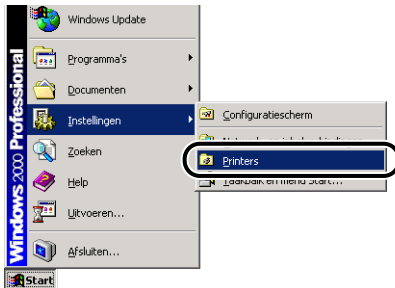 Windows 2000 Professional
Windows Update
Programma's
Documenten
Instellingen
Zoeken
Help
Uitvoeren...
Afsluiten...
Configuratiescherm
Printers
Taakbalk en menu Start...
Start